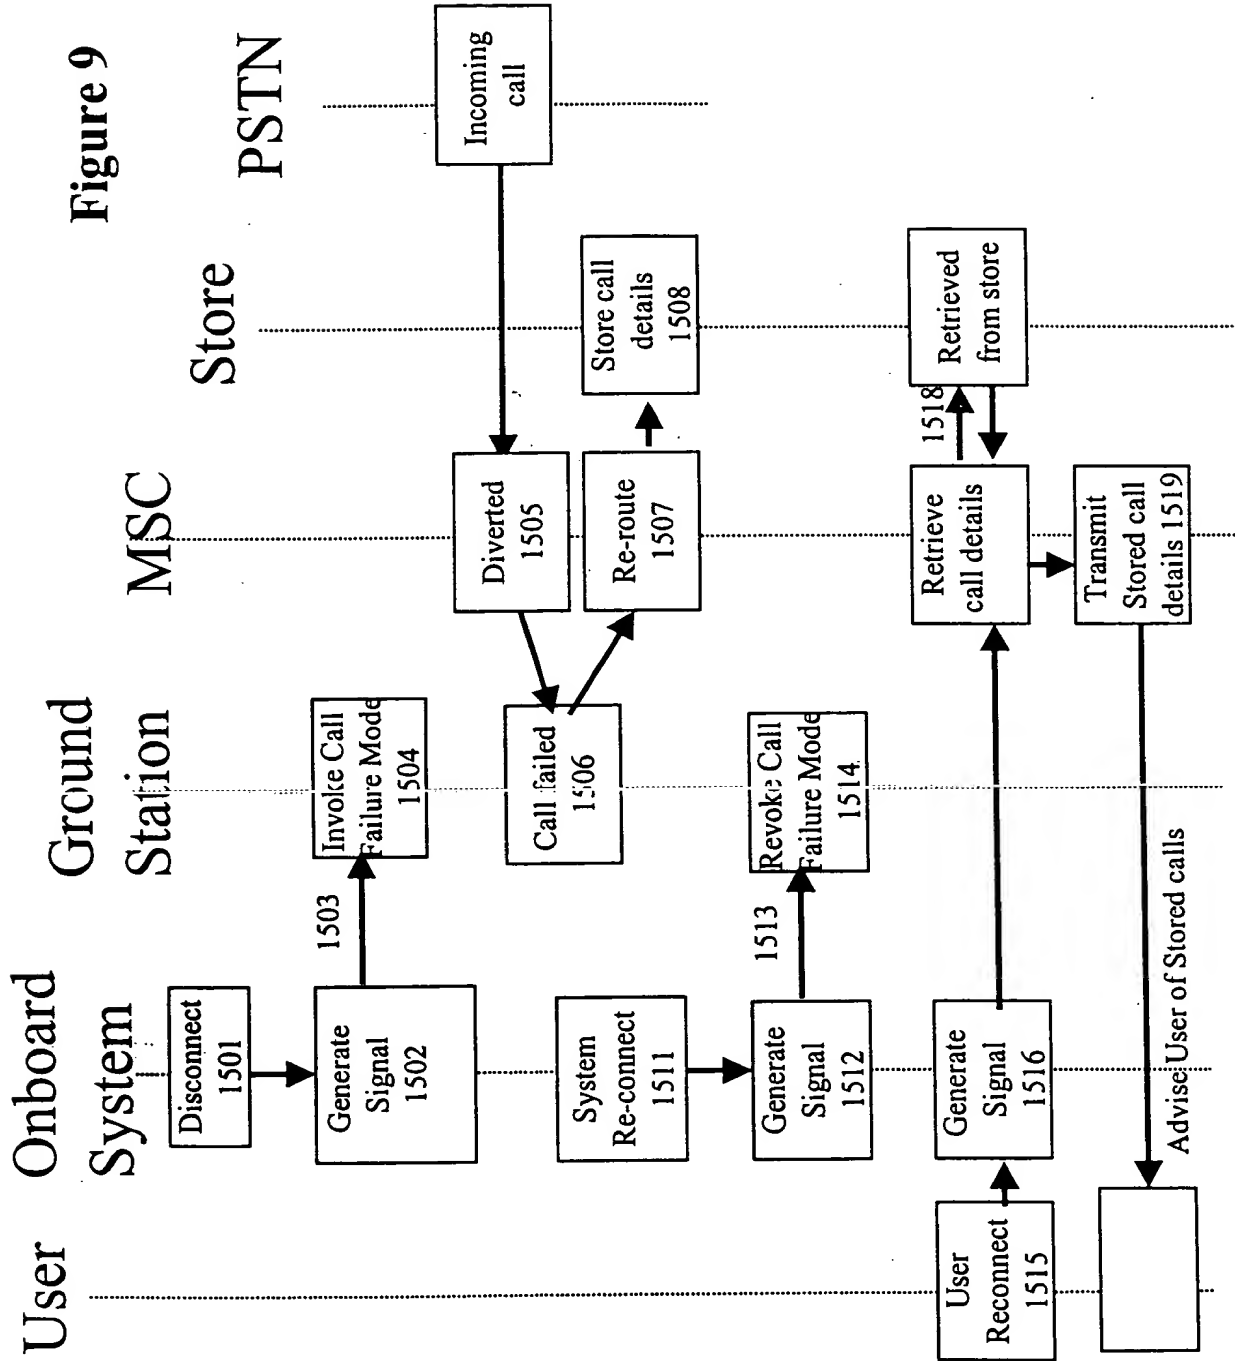 Figure 9
User
Onboard
System
Ground
Station
MSC
Store
PSTN
Disconnect
1501
Generate
Signal
1502
1503
Invoke Call
Failure Mode
1504
Incoming
call
Diverted
1505
Call failed
1506
Re-route
1507
Store call
details
1508
System
Re-connect
1511
Generate
Signal
1512
1513
Revoke Call
Failure Mode
1514
User
Reconnect
1515
Generate
Signal
1516
Retrieve
call details
1518
Retrieved
from store
Transmit
Stored call
details 1519
Advise User of Stored calls